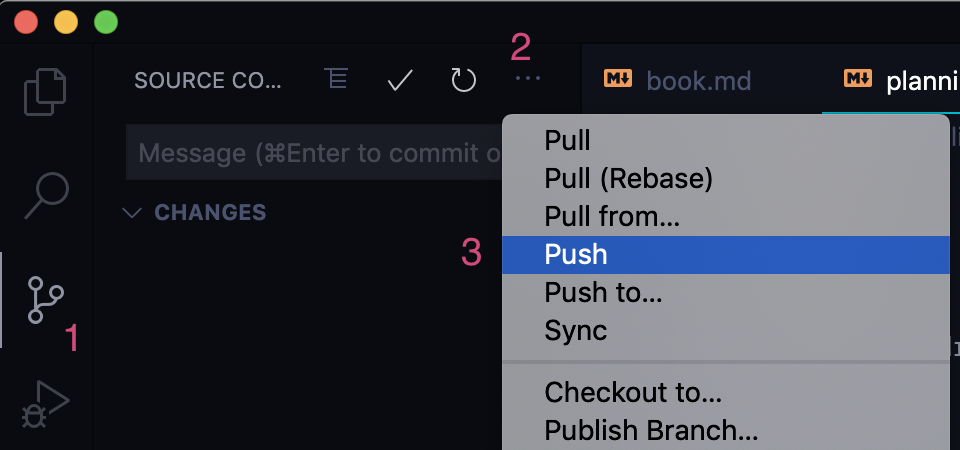 2
SOURCE CO...
M↓ book.md
M↓ planni
Message (⌘Enter to commit o
CHANGES
Pull
Pull (Rebase)
Pull from...
3
Push
Push to...
Sync
1
Checkout to...
Publish Branch...